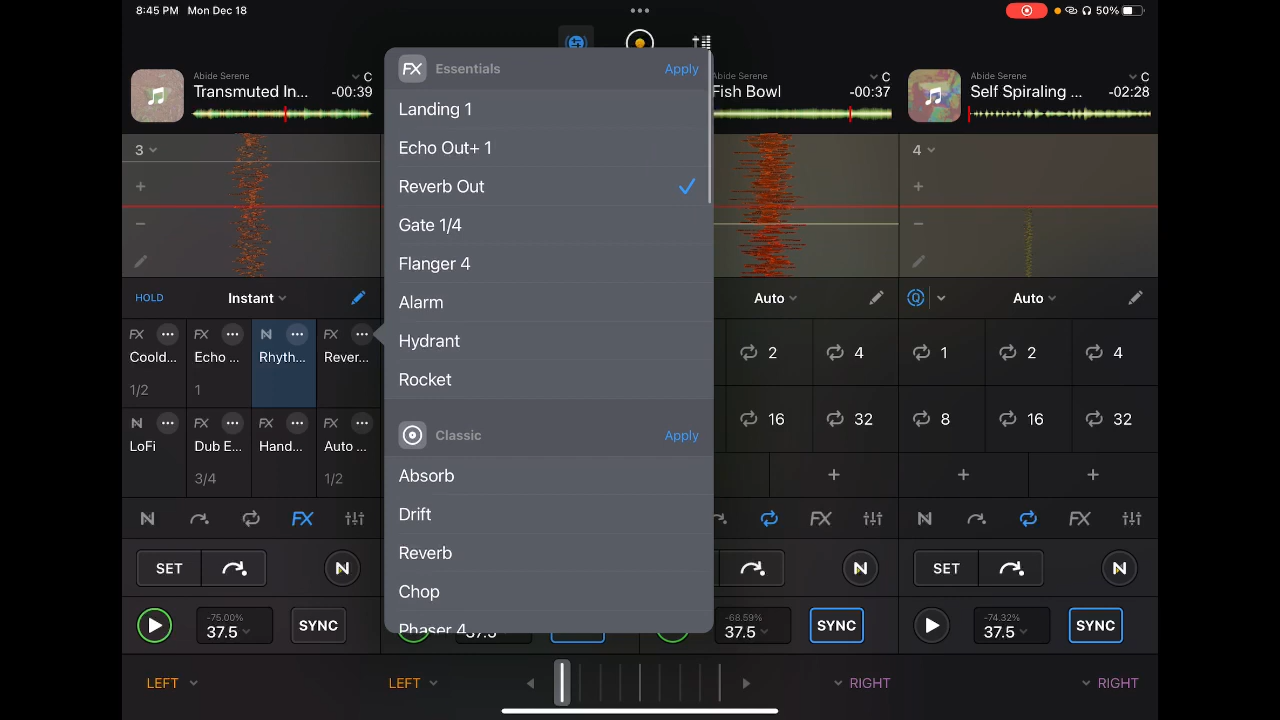 8:45 PM Mon Dec 18
50%
Abide Serene
C
Transmuted In...
-00:39
Abide Serene
C
Fish Bowl
-00:37
Abide Serene
C
Self Spiraling ...
-02:28
FX Essentials Apply
Landing 1
Echo Out+ 1
Reverb Out
Gate 1/4
Flanger 4
Alarm
Hydrant
Rocket
Classic Apply
Absorb
Drift
Reverb
Chop
Phaser 4
3
4
HOLD Instant
Auto
Q Auto
FX FX N FX
Coold... Echo ... Rhyth... Rever...
1/2 1
N FX FX FX
LoFi Dub E... Hand... Auto ...
3/4 1/2
2 4
16 32
1 2 4
8 16 32
N FX
FX
N FX
SET N
N
SET N
-75.00%
37.5
SYNC
-68.59%
37.5
SYNC
-74.32%
37.5
SYNC
LEFT LEFT RIGHT RIGHT